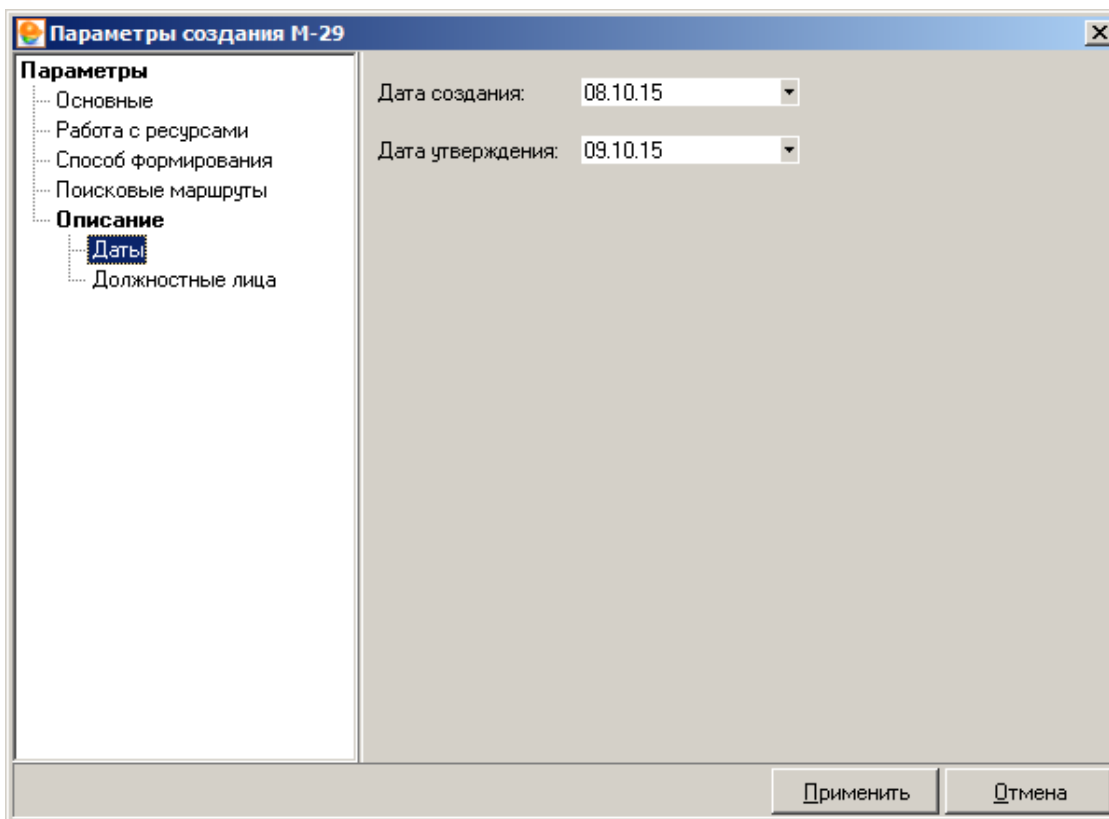 Параметры создания М-29
Параметры
Основные
Работа с ресурсами
Способ формирования
Поисковые маршруты
Описание
Даты
Должностные лица
Дата создания: 08.10.15
Дата утверждения: 09.10.15
Применить
Отмена